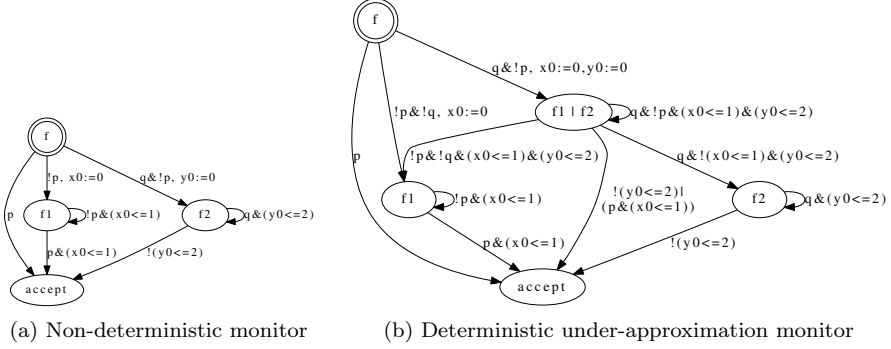 f
!p, x0:=0
q&!p, y0:=0
p
f1
!p&(x0<=1)
f2
q&(y0<=2)
p&(x0<=1)
!(y0<=2)
accept
(a) Non-deterministic monitor
f
q&!p, x0:=0,y0:=0
!p&!q, x0:=0
f1 | f2
q&!p&(x0<=1)&(y0<=2)
p
!p&!q&(x0<=1)&(y0<=2)
q&!(x0<=1)&(y0<=2)
f1
!p&(x0<=1)
!(y0<=2)|
(p&(x0<=1))
f2
q&(y0<=2)
p&(x0<=1)
!(y0<=2)
accept
(b) Deterministic under-approximation monitor